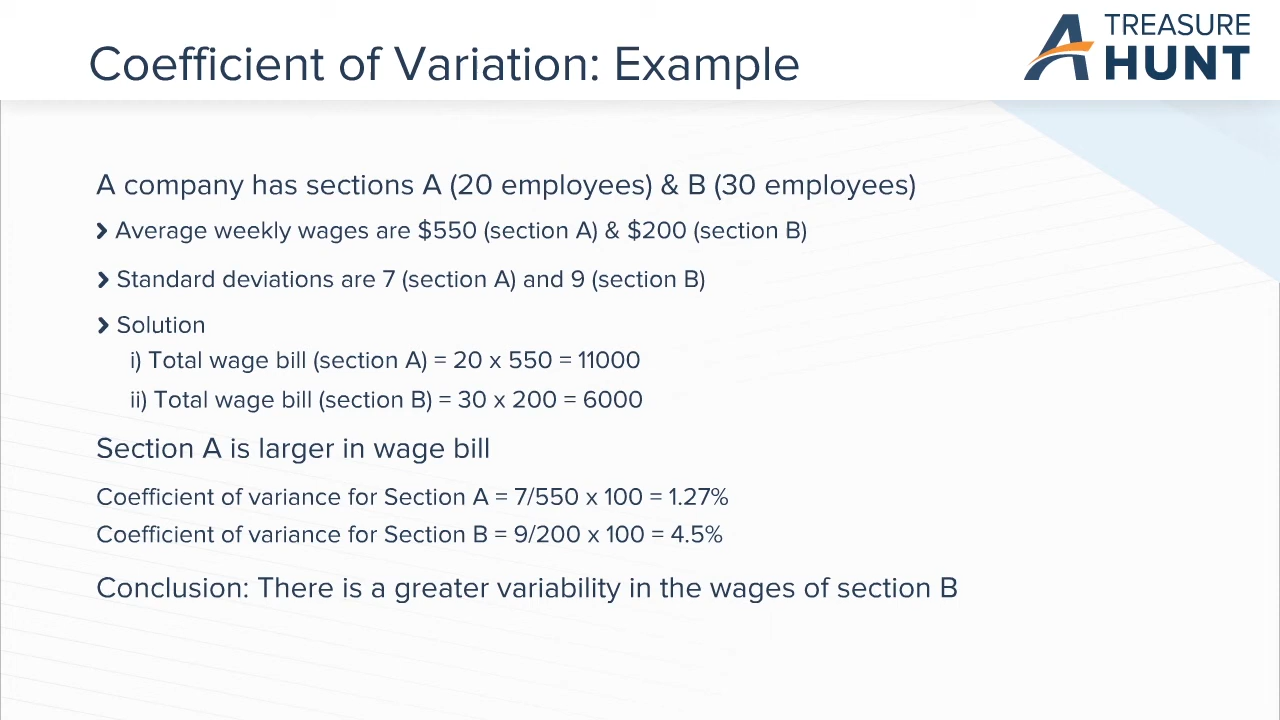 Coefficient of Variation: Example
TREASURE
HUNT
A company has sections A (20 employees) & B (30 employees)
Average weekly wages are $550 (section A) & $200 (section B)
Standard deviations are 7 (section A) and 9 (section B)
Solution
i) Total wage bill (section A) = 20 x 550 = 11000
ii) Total wage bill (section B) = 30 x 200 = 6000
Section A is larger in wage bill
Coefficient of variance for Section A = 7/550 x 100 = 1.27%
Coefficient of variance for Section B = 9/200 x 100 = 4.5%
Conclusion: There is a greater variability in the wages of section B